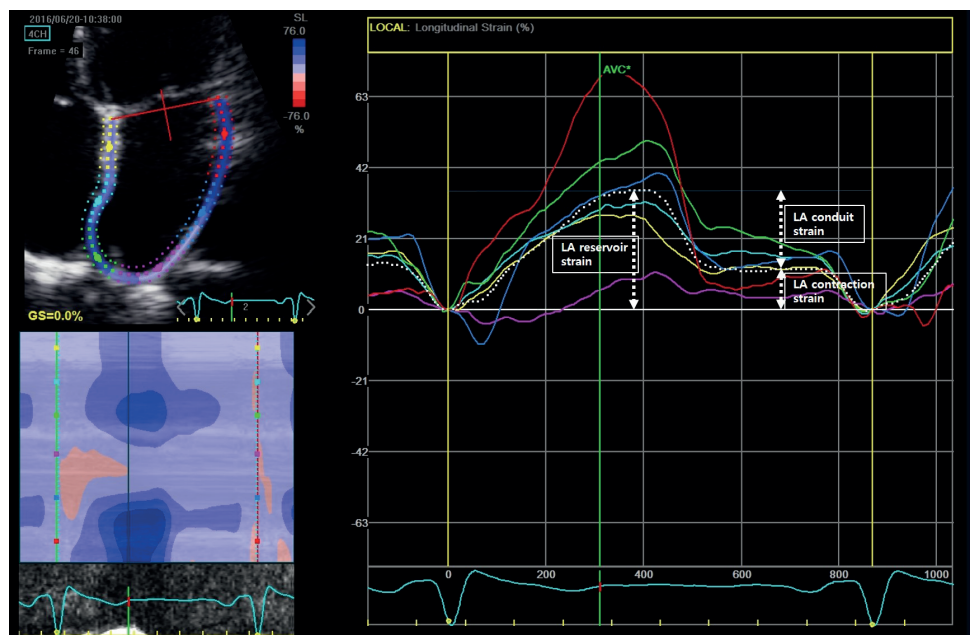 2016/06/20-10:38:00
4CH
Frame = 46
SL
76.0
-76.0
%
2
GS=0.0%
LOCAL: Longitudinal Strain (%)
AVC*
63
42
21
0
-21
-42
-63
LA reservoir
strain
LA conduit
strain
LA contraction
strain
0
200
400
600
800
1000